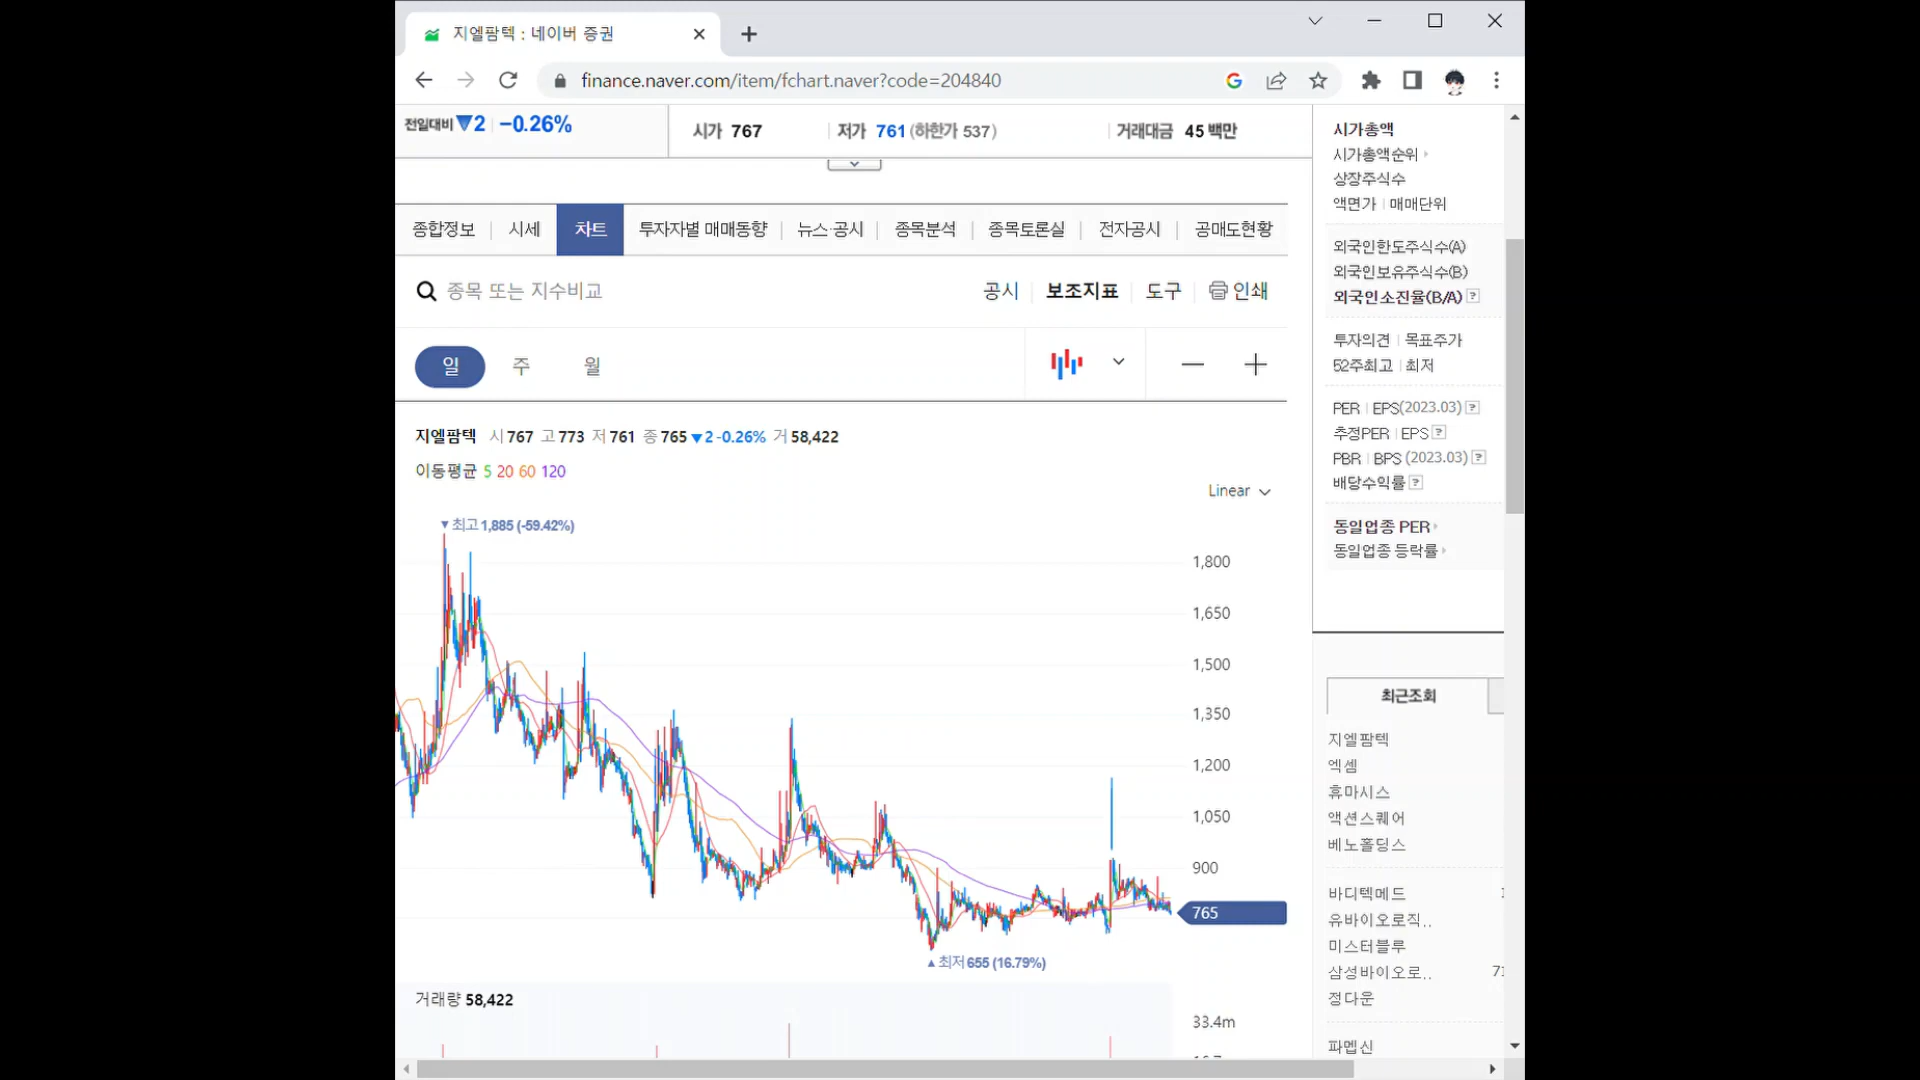 지엘팜텍 : 네이버 증권
finance.naver.com/item/fchart.naver?code=204840
전일대비 ▼2 -0.26%
시가 767 저가 761 (하한가 537) 거래대금 45 백만
종합정보 시세 차트 투자자별 매매동향 뉴스·공시 종목분석 종목토론실 전자공시 공매도현황
종목 또는 지수비교 공시 보조지표 도구 인쇄
일 주 월
지엘팜텍 시 767 고 773 저 761 종 765 ▼2 -0.26% 거 58,422
이동평균 5 20 60 120
Linear
▼최고 1,885 (-59.42%)
1,800
1,650
1,500
1,350
1,200
1,050
900
765
▲최저 655 (16.79%)
거래량 58,422
33.4m
시가총액
시가총액순위
상장주식수
액면가 매매단위
외국인한도주식수(A)
외국인보유주식수(B)
외국인소진율(B/A) ?
투자의견 목표주가
52주최고 최저
PER EPS(2023.03) ?
추정PER EPS ?
PBR BPS (2023.03) ?
배당수익률 ?
동일업종 PER
동일업종 등락률
최근조회
지엘팜텍
엑셈
휴마시스
액션스퀘어
베노홀딩스
바디텍메드
유바이오로직..
미스터블루
삼성바이오로..
정다운
파멥신